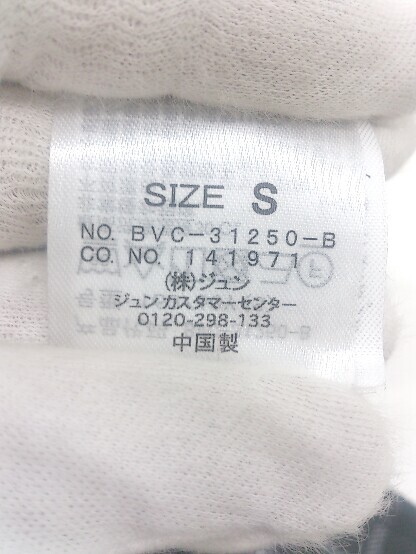 SIZE S
NO. BVC-31250-B
CO. NO. 141971
(株)ジュン
ジュンカスタマーセンター
0120-298-133
中国製